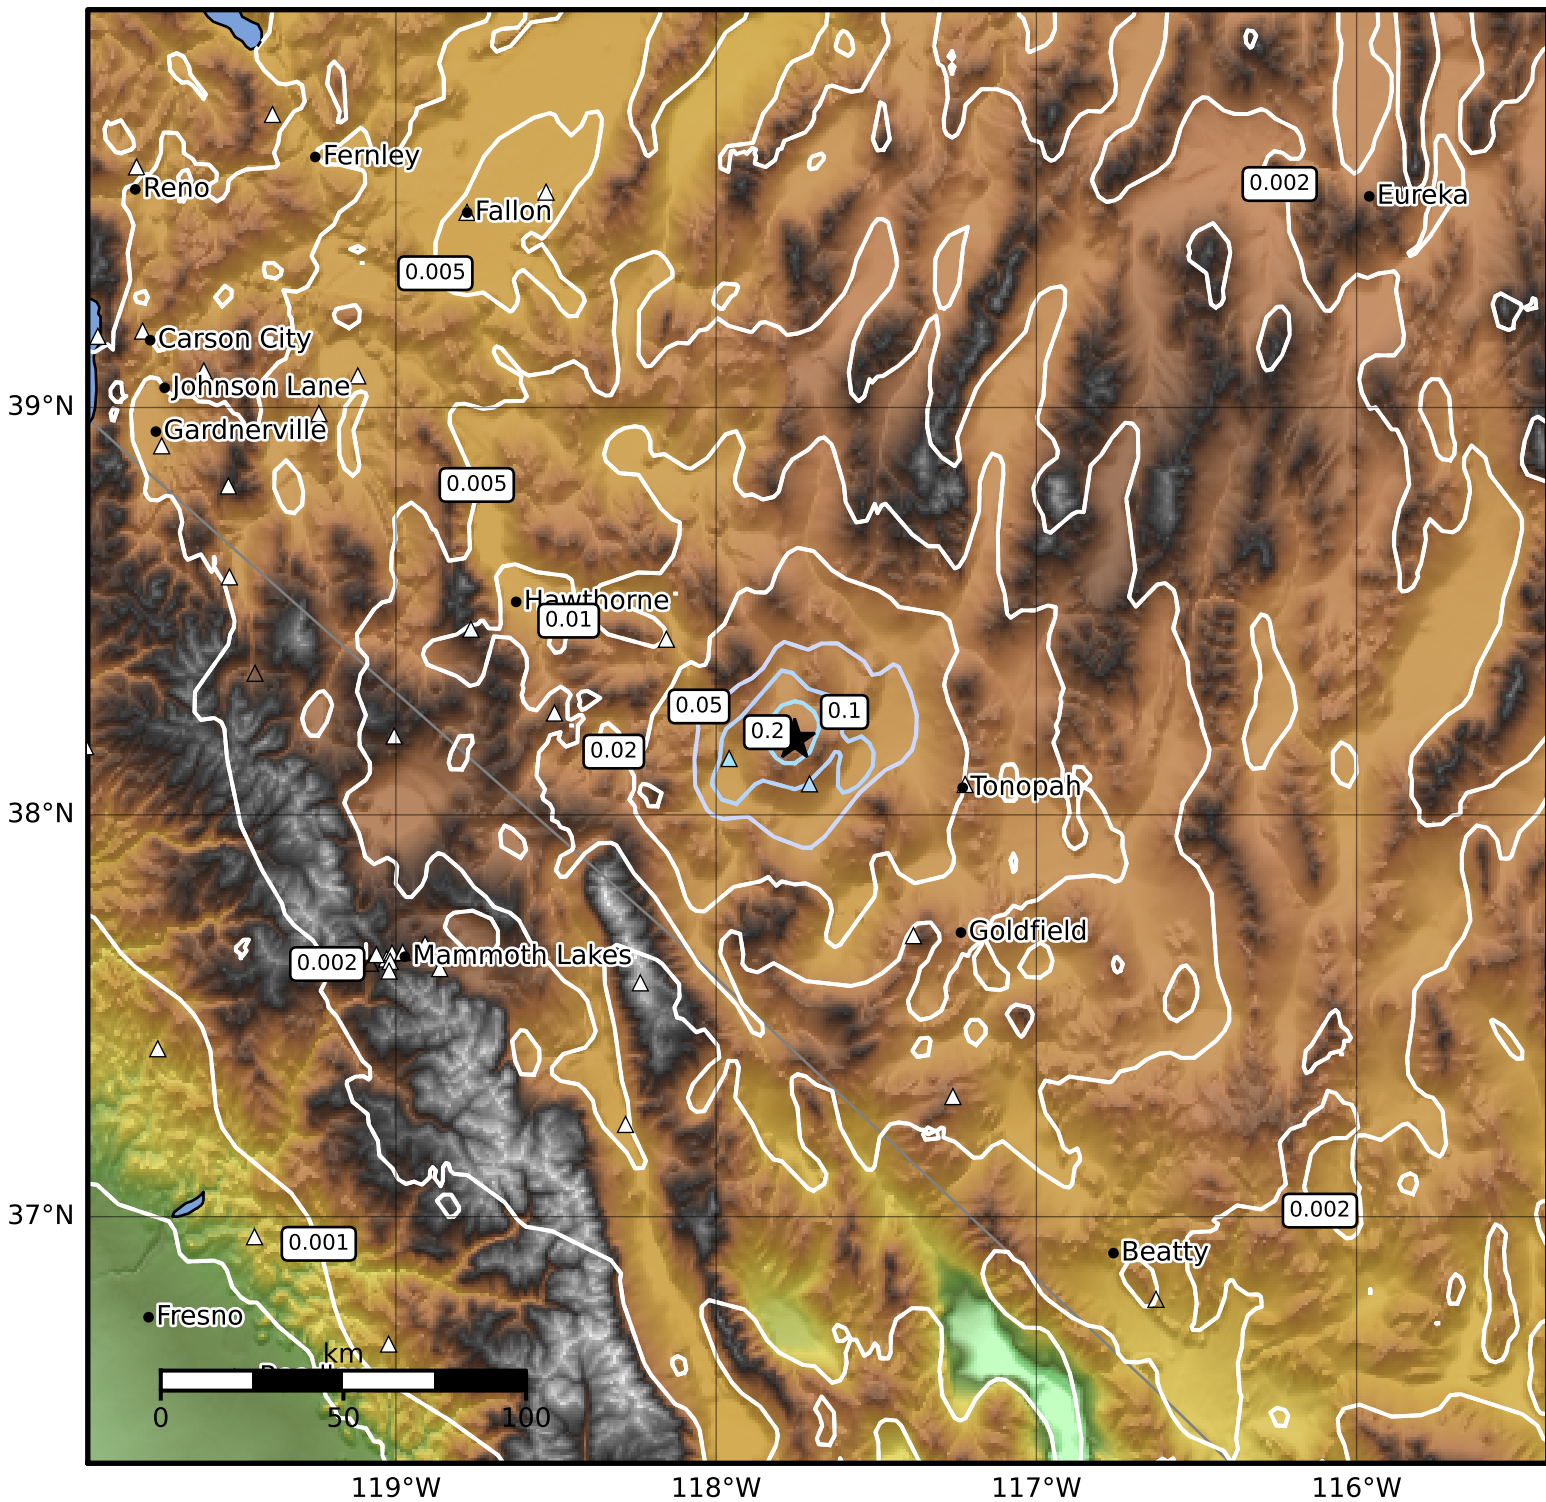 Fernley
Reno
0.002
Eureka
Fallon
0.005
Carson City
Johnson Lane
39°N
Gardnerville
0.005
Hawthorne
0.01
0.05
0.1
0.2
0.02
Tonopah
38°N
Goldfield
Mammoth Lakes
0.002
37°N
0.002
0.001
Beatty
Fresno
km
0 50 100
119°W 118°W 117°W 116°W